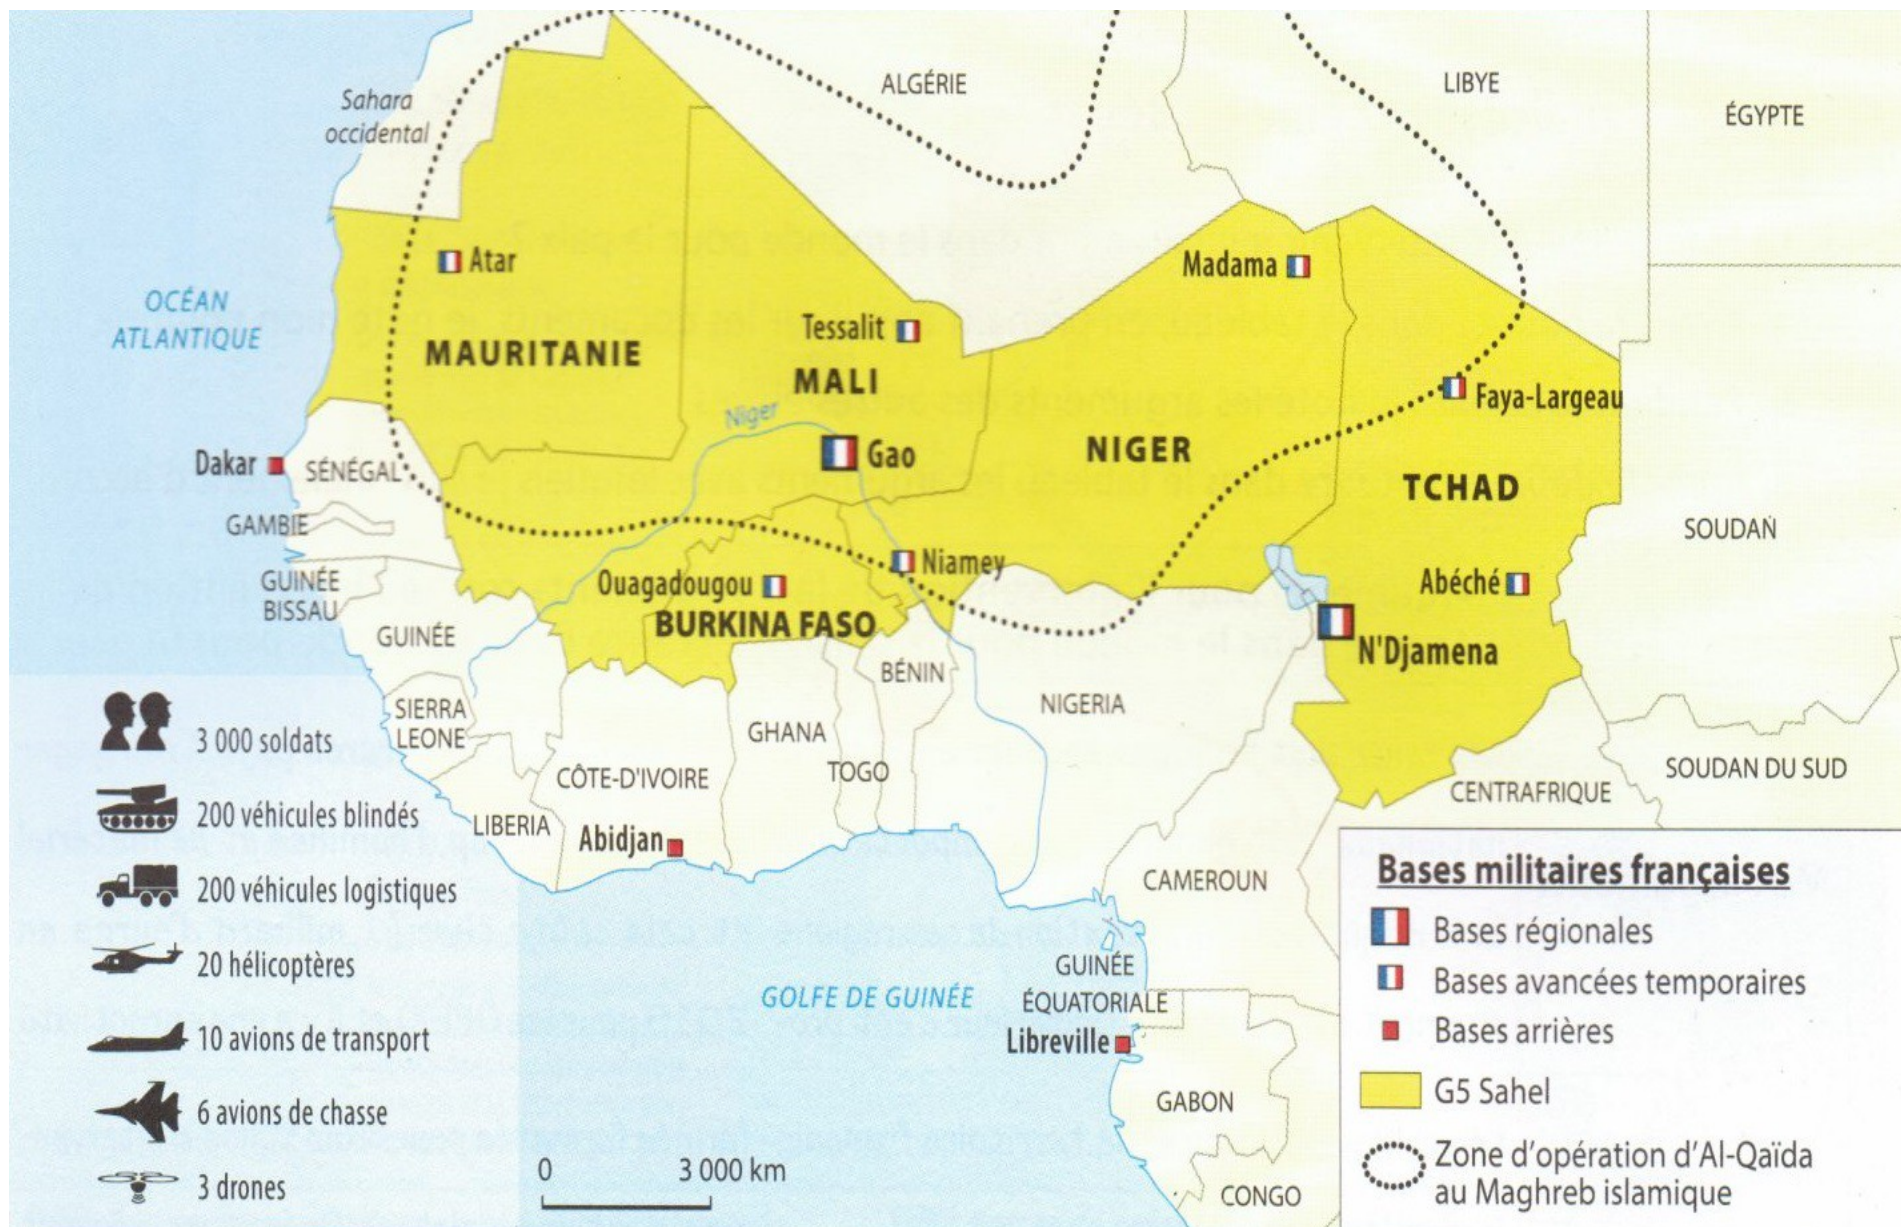 ALGÉRIE
LIBYE
ÉGYPTE
Sahara
occidental
Atar
Madama
OCÉAN
ATLANTIQUE
Tessalit
MAURITANIE
MALI
Faya-Largeau
Niger
Gao
NIGER
TCHAD
Dakar
SÉNÉGAL
GAMBIE
SOUDAN
Niamey
GUINÉE
BISSAU
Ouagadougou
Abéché
BURKINA FASO
GUINÉE
N'Djamena
BÉNIN
NIGERIA
SIERRA
LEONE
GHANA
TOGO
CÔTE-D'IVOIRE
SOUDAN DU SUD
CENTRAFRIQUE
LIBERIA
Abidjan
CAMEROUN
GUINÉE
ÉQUATORIALE
GOLFE DE GUINÉE
Libreville
GABON
CONGO
3 000 soldats
200 véhicules blindés
200 véhicules logistiques
20 hélicoptères
10 avions de transport
6 avions de chasse
3 drones
0 3 000 km
Bases militaires françaises
Bases régionales
Bases avancées temporaires
Bases arrières
G5 Sahel
Zone d'opération d'Al-Qaïda
au Maghreb islamique